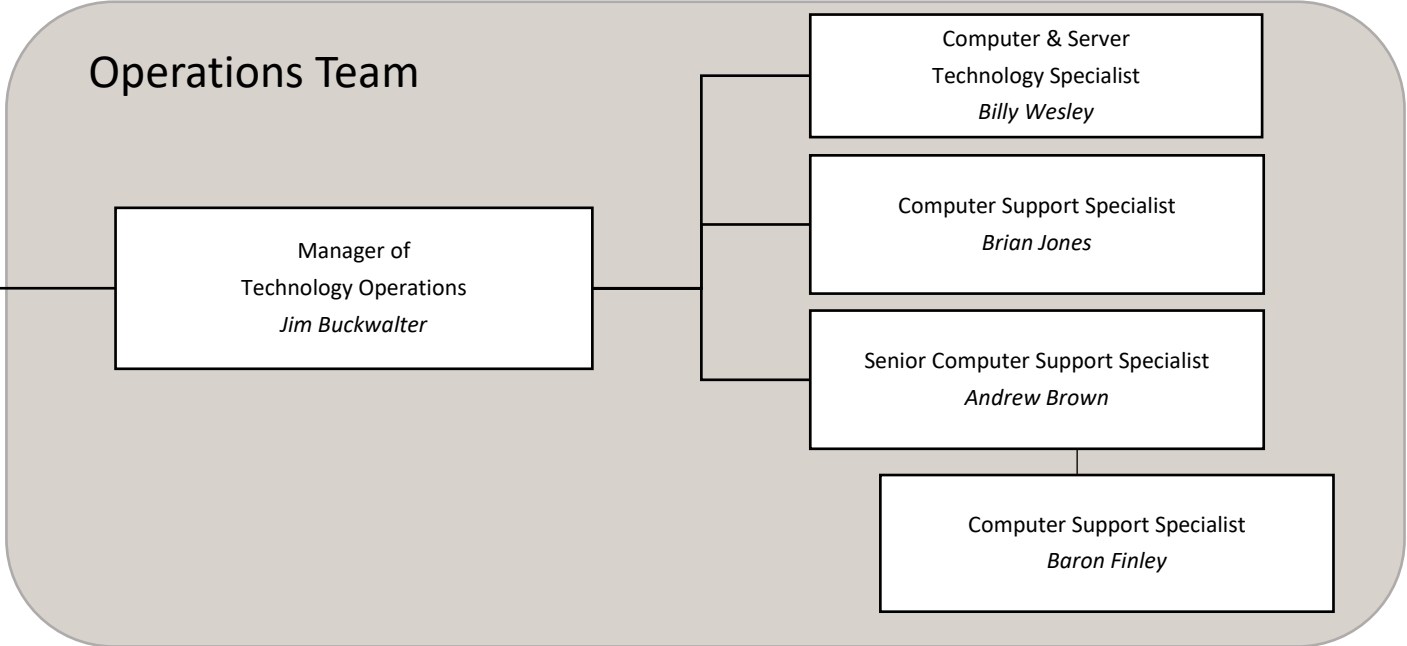 Operations Team
Computer & Server
Technology Specialist
Billy Wesley
Computer Support Specialist
Brian Jones
Manager of
Technology Operations
Jim Buckwalter
Senior Computer Support Specialist
Andrew Brown
Computer Support Specialist
Baron Finley